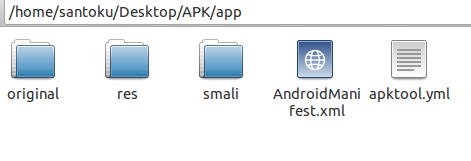 /home/santoku/Desktop/APK/app
original
res
smali
AndroidMani
fest.xml
apktool.yml